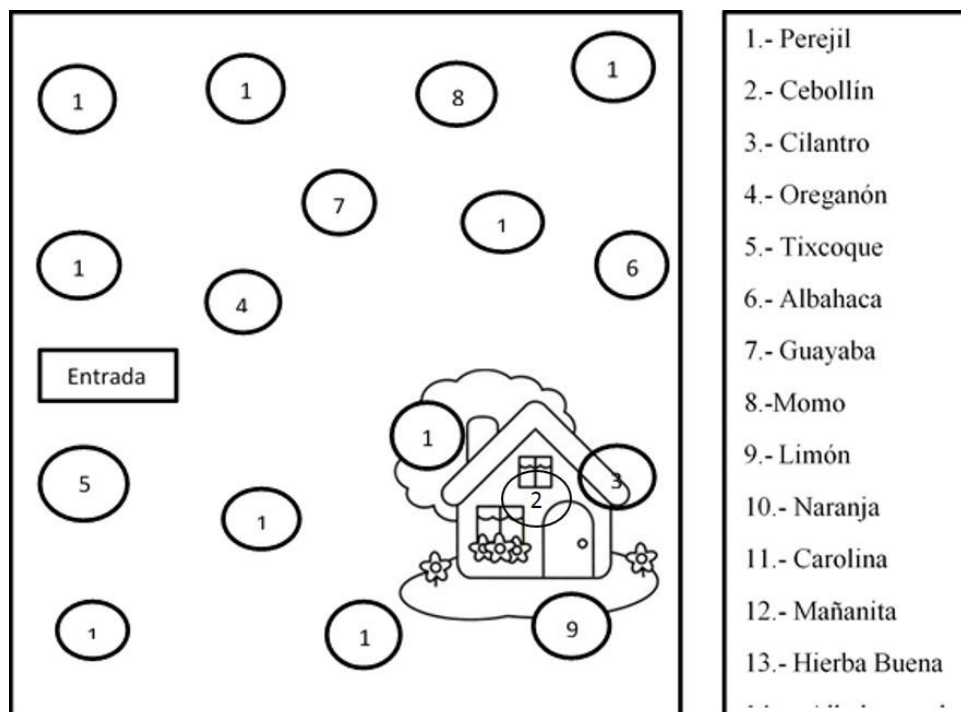 1
1
8
1
7
1
1
6
4
Entrada
1
5
3
2
1
1
1
9
1.- Perejil
2.- Cebollín
3.- Cilantro
4.- Oreganón
5.- Tixcoque
6.- Albahaca
7.- Guayaba
8.-Momo
9.- Limón
10.- Naranja
11.- Carolina
12.- Mañanita
13.- Hierba Buena